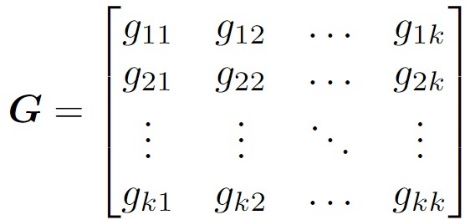 g₁₁ g₁₂ … g₁ₖ
g₂₁ g₂₂ … g₂ₖ
G = ⋮ ⋮ ⋱ ⋮
gₖ₁ gₖ₂ … gₖₖ